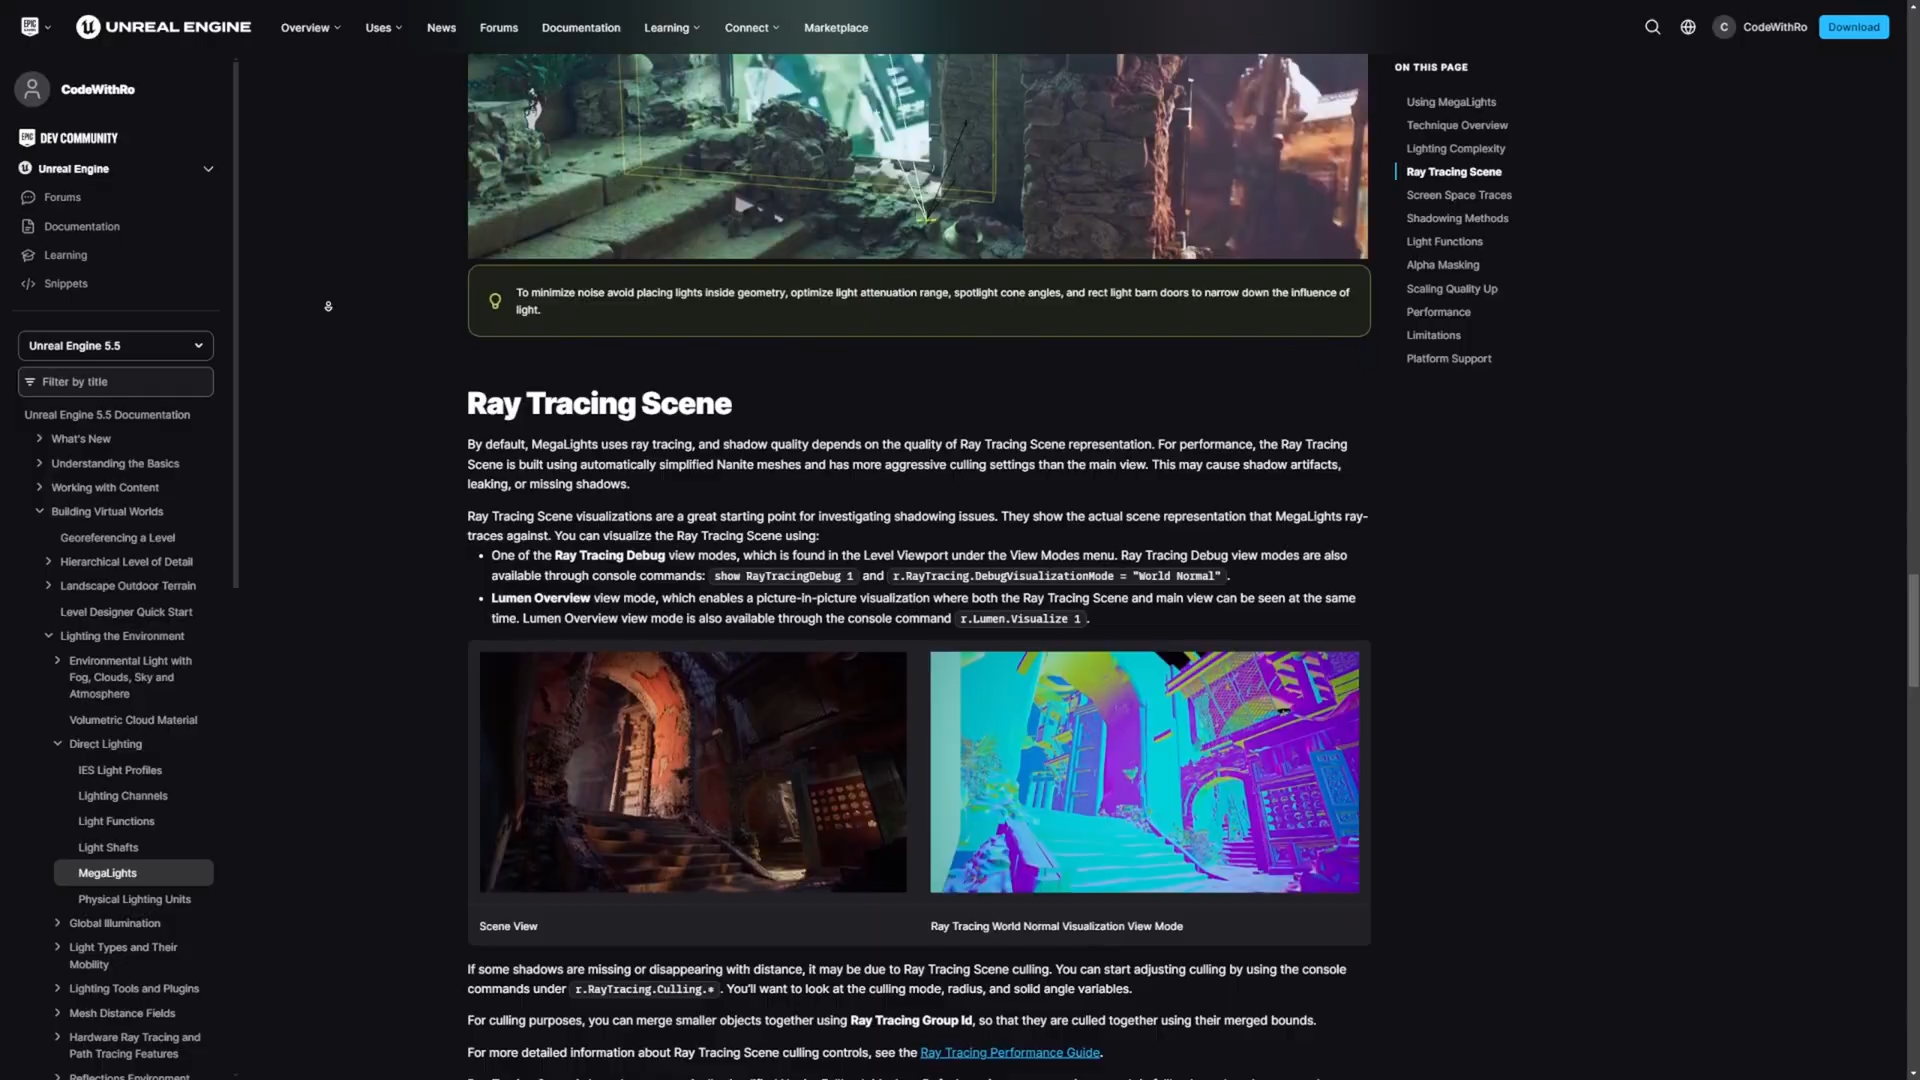 UNREAL ENGINE
Overview
Uses
News
Forums
Documentation
Learning
Connect
Marketplace
C
CodeWithRo
Download
CodeWithRo
DEV COMMUNITY
Unreal Engine
Forums
Documentation
Learning
Snippets
Unreal Engine 5.5
Filter by title
Unreal Engine 5.5 Documentation
What's New
Understanding the Basics
Working with Content
Building Virtual Worlds
Georeferencing a Level
Hierarchical Level of Detail
Landscape Outdoor Terrain
Level Designer Quick Start
Lighting the Environment
Environmental Light with
Fog, Clouds, Sky and
Atmosphere
Volumetric Cloud Material
Direct Lighting
IES Light Profiles
Lighting Channels
Light Functions
Light Shafts
MegaLights
Physical Lighting Units
Global Illumination
Light Types and Their
Mobility
Lighting Tools and Plugins
Mesh Distance Fields
Hardware Ray Tracing and
Path Tracing Features
Reflections Environment
To minimize noise avoid placing lights inside geometry, optimize light attenuation range, spotlight cone angles, and rect light barn doors to narrow down the influence of
light.
Ray Tracing Scene
By default, MegaLights uses ray tracing, and shadow quality depends on the quality of Ray Tracing Scene representation. For performance, the Ray Tracing
Scene is built using automatically simplified Nanite meshes and has more aggressive culling settings than the main view. This may cause shadow artifacts,
leaking, or missing shadows.
Ray Tracing Scene visualizations are a great starting point for investigating shadowing issues. They show the actual scene representation that MegaLights ray-
traces against. You can visualize the Ray Tracing Scene using:
• One of the Ray Tracing Debug view modes, which is found in the Level Viewport under the View Modes menu. Ray Tracing Debug view modes are also
available through console commands: show RayTracingDebug 1 and r.RayTracing.DebugVisualizationMode = "World Normal".
• Lumen Overview view mode, which enables a picture-in-picture visualization where both the Ray Tracing Scene and main view can be seen at the same
time. Lumen Overview view mode is also available through the console command r.Lumen.Visualize 1.
Scene View
Ray Tracing World Normal Visualization View Mode
If some shadows are missing or disappearing with distance, it may be due to Ray Tracing Scene culling. You can start adjusting culling by using the console
commands under r.RayTracing.Culling.*. You'll want to look at the culling mode, radius, and solid angle variables.
For culling purposes, you can merge smaller objects together using Ray Tracing Group Id, so that they are culled together using their merged bounds.
For more detailed information about Ray Tracing Scene culling controls, see the Ray Tracing Performance Guide.
ON THIS PAGE
Using MegaLights
Technique Overview
Lighting Complexity
Ray Tracing Scene
Screen Space Traces
Shadowing Methods
Light Functions
Alpha Masking
Scaling Quality Up
Performance
Limitations
Platform Support